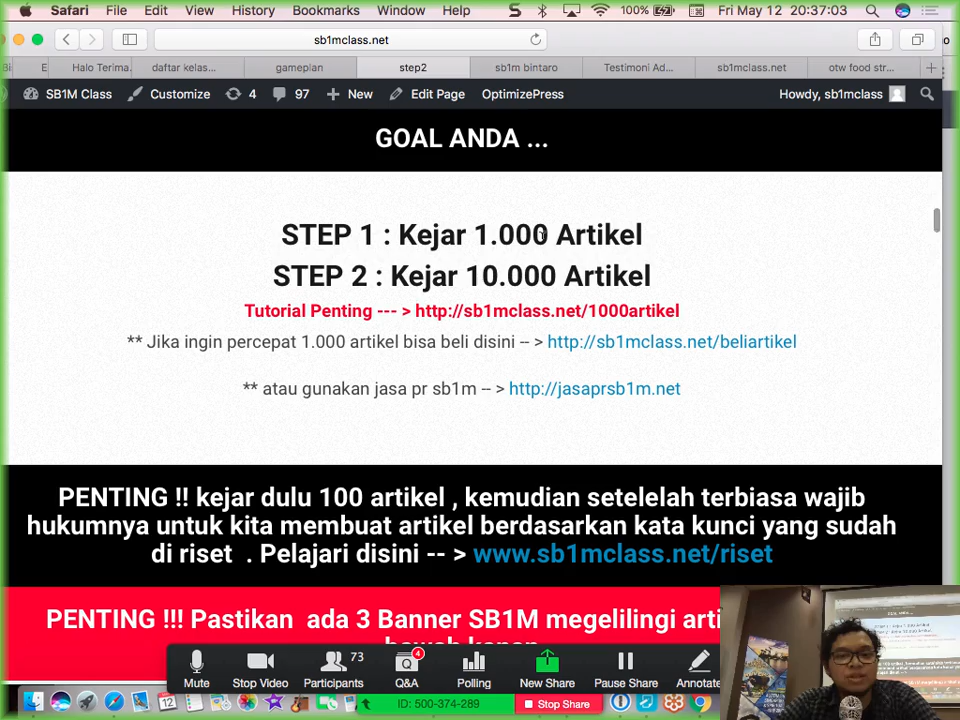 Safari File Edit View History Bookmarks Window Help S 100% Fri May 12 20:37:03
sb1mclass.net
E Halo Terima. daftar kelas... gameplan step2 sb1m bintaro Testimoni Ad... sb1mclass.net otw food str...
SB1M Class Customize 4 97 New Edit Page OptimizePress Howdy, sb1mclass
GOAL ANDA ...
STEP 1 : Kejar 1.000 Artikel
STEP 2 : Kejar 10.000 Artikel
Tutorial Penting --- > http://sb1mclass.net/1000artikel
** Jika ingin percepat 1.000 artikel bisa beli disini -- > http://sb1mclass.net/beliartikel
** atau gunakan jasa pr sb1m -- > http://jasaprsb1m.net
PENTING !! kejar dulu 100 artikel , kemudian setelelah terbiasa wajib
hukumnya untuk kita membuat artikel berdasarkan kata kunci yang sudah
di riset . Pelajari disini -- > www.sb1mclass.net/riset
PENTING !!! Pastikan ada 3 Banner SB1M megelilingi arti
4
73
Mute Stop Video Participants Q&A Polling New Share Pause Share Annotate
12 ID: 500-374-289 Stop Share